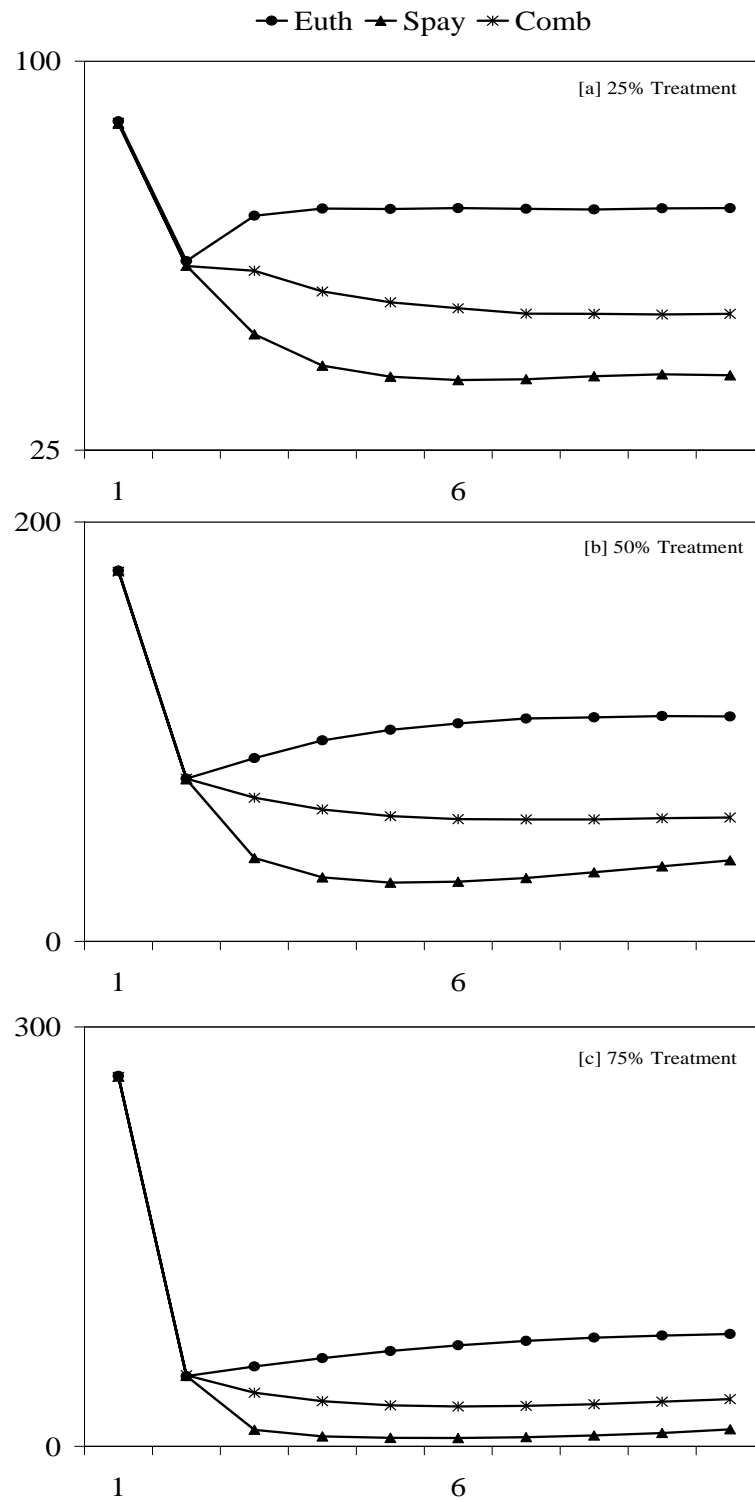 Euth Spay Comb
100
[a] 25% Treatment
25
1 6
200
[b] 50% Treatment
0
1 6
300
[c] 75% Treatment
0
1 6